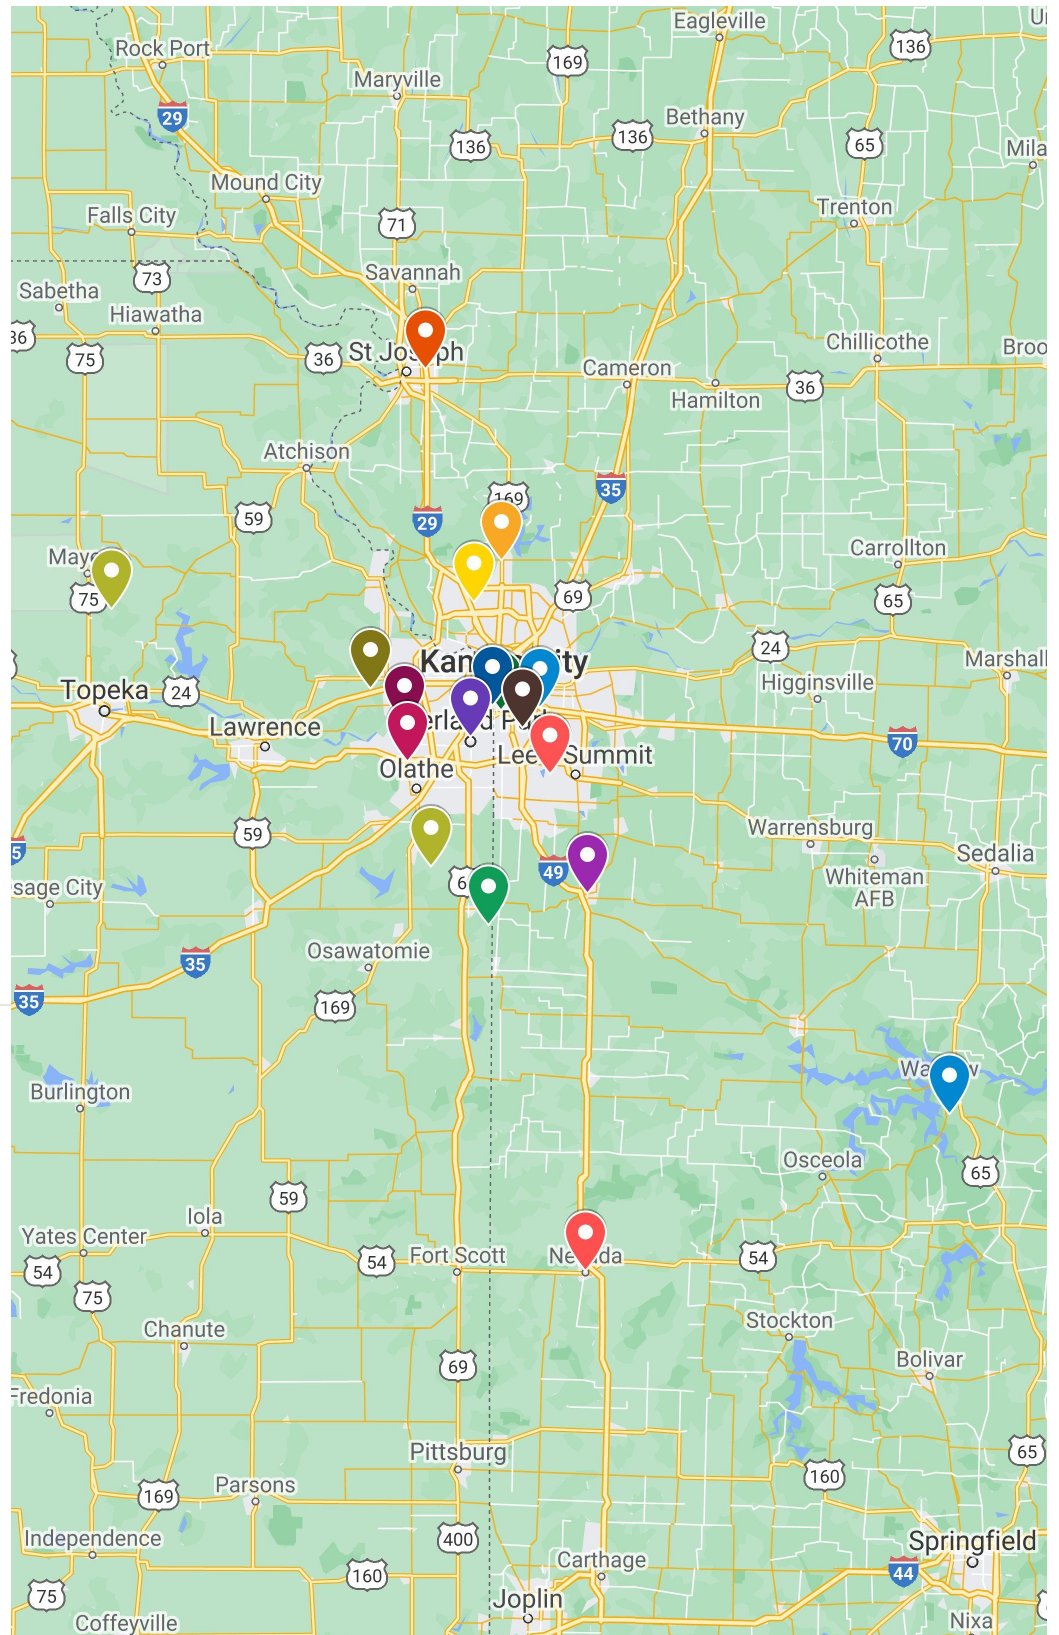 Eagleville
Rock Port
136
169
Maryville
29
Bethany
136
136
65
Mound City
Trenton
Falls City
71
Savannah
73
Sabetha
Hiawatha
36
75
36
St Jo
ph
Chillicothe
Cameron
36
Hamilton
Atchison
35
169
59
29
Carrollton
75
69
65
24
Marshall
Higginsville
Topeka
24
Lawrence
70
Summit
Olathe
59
Warrensburg
Sedalia
49
Whiteman
AFB
sage City
Osawatomie
35
35
169
Burlington
Osceola
65
59
Iola
Yates Center
54
54
Fort Scott
54
75
Stockton
Chanute
Bolivar
69
Fredonia
Pittsburg
65
160
169
Parsons
Independence
400
Springfield
Carthage
44
160
75
Joplin
Coffeyville
Nixa